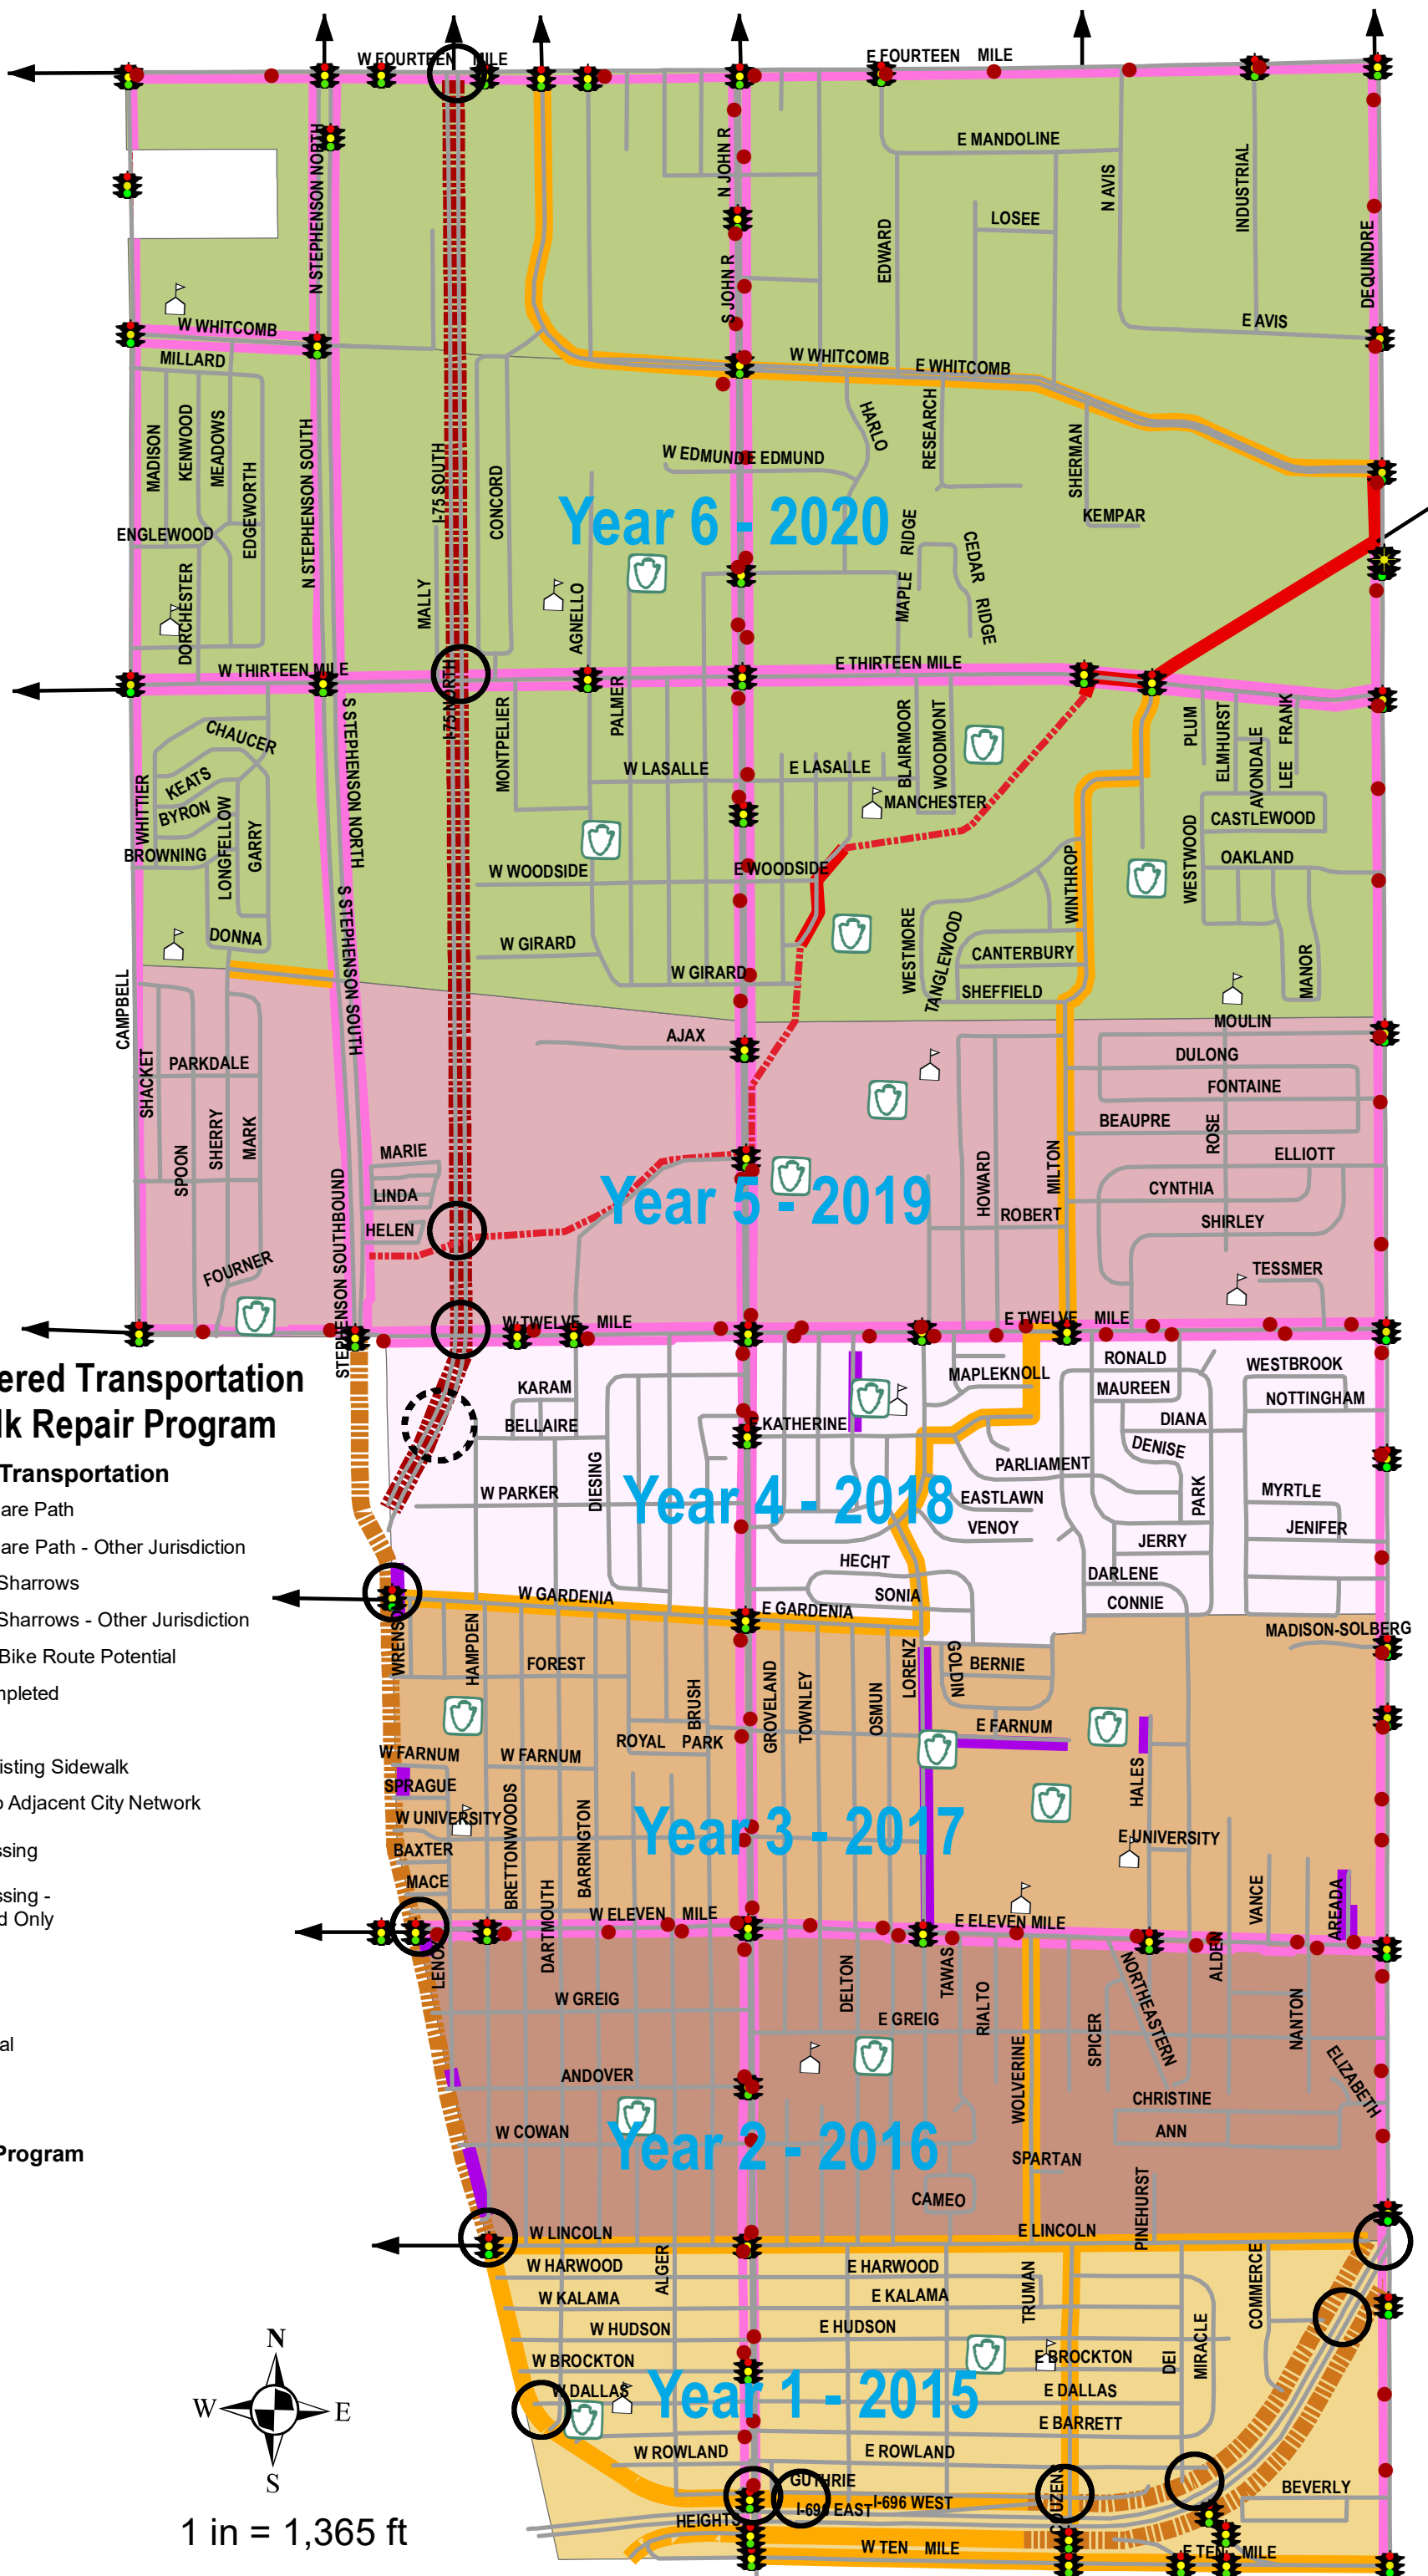 W FOURTEEN MILE
E FOURTEEN MILE
N STEPHENSON NORTH
N JOHN R
E MANDOLINE
N AVIS
INDUSTRIAL
LOSEE
EDWARD
DEQUINDRE
S JOHN R
W WHITCOMB
E AVIS
MILLARD
W WHITCOMB
E WHITCOMB
MADISON
KENWOOD
MEADOWS
EDGEWORTH
N STEPHENSON SOUTH
I-75 SOUTH
CONCORD
HARLO
RESEARCH
SHERMAN
W EDMUND
E EDMUND
ENGLEWOOD
Year 6 - 2020
KEMPAR
MAPLE RIDGE
CEDAR RIDGE
DORCHESTER
MALLY
AGNELLO
W THIRTEEN MILE
E THIRTEEN MILE
I-75 NORTH
MONTPELIER
PALMER
S STEPHENSON NORTH
CHAUCER
KEATS
BYRON
WHITTIER
BROWNING
LONGFELLOW
GARRY
W LASALLE
E LASALLE
BLAIRMOOR
WOODMONT
MANCHESTER
PLUM
ELMHURST
AVONDALE
LEE
FRANK
CASTLEWOOD
OAKLAND
WESTWOOD
W WOODSIDE
E WOODSIDE
WINTHROP
DONNA
W GIRARD
W GIRARD
WESTMORE
TANGLEWOOD
CANTERBURY
SHEFFIELD
MANOR
S STEPHENSON SOUTH
CAMPBELL
AJAX
MOULIN
SHACKET
PARKDALE
DULONG
FONTAINE
SPOON
SHERRY
MARK
BEAUPRE
ROSE
MARIE
ELLIOTT
LINDA
Year 5 - 2019
HOWARD
MILTON
CYNTHIA
HELEN
ROBERT
SHIRLEY
FOURNER
STEPHENSON SOUTHBOUND
TESSMER
W TWELVE MILE
E TWELVE MILE
ered Transportation
lk Repair Program
Transportation
are Path
are Path - Other Jurisdiction
Sharrows
Sharrows - Other Jurisdiction
Bike Route Potential
mpleted
isting Sidewalk
o Adjacent City Network
ssing
ssing -
d Only
al
Program
KARAM
BELLAIRE
DIESING
W PARKER
E KATHERINE
MAPLEKNOLL
RONALD
MAUREEN
WESTBROOK
NOTTINGHAM
DIANA
DENISE
PARLIAMENT
PARK
Year 4 - 2018
EASTLAWN
VENOY
MYRTLE
JENIFER
JERRY
HECHT
SONIA
DARLENE
CONNIE
W GARDENIA
E GARDENIA
MADISON-SOLBERG
WRENSON
HAMPDEN
FOREST
BRUSH
GROVELAND
TOWNLEY
OSMUN
LORENZ
GOLDIN
BERNIE
ROYAL PARK
E FARNUM
W FARNUM
W FARNUM
SPRAGUE
HALES
W UNIVERSITY
BRETTONWOODS
BARRINGTON
Year 3 - 2017
E UNIVERSITY
BAXTER
MACE
DARTMOUTH
W ELEVEN MILE
E ELEVEN MILE
VANCE
AREADA
LENOX
DELTON
TAWAS
RIALTO
NORTHEASTERN
ALDEN
W GREIG
E GREIG
WOLVERINE
SPICER
NANTON
ELIZABETH
ANDOVER
CHRISTINE
ANN
W COWAN
Year 2 - 2016
SPARTAN
CAMEO
PINEHURST
W LINCOLN
E LINCOLN
W HARWOOD
ALGER
E HARWOOD
W KALAMA
E KALAMA
TRUMAN
COMMERCE
W HUDSON
E HUDSON
W BROCKTON
E BROCKTON
DEI
MIRACLE
W DALLAS
E DALLAS
Year 1 - 2015
E BARRETT
W ROWLAND
E ROWLAND
GUTHRIE
COUZENS
BEVERLY
I-696 EAST
I-696 WEST
HEIGHTS
W TEN MILE
E TEN MILE
N
W E
S
1 in = 1,365 ft